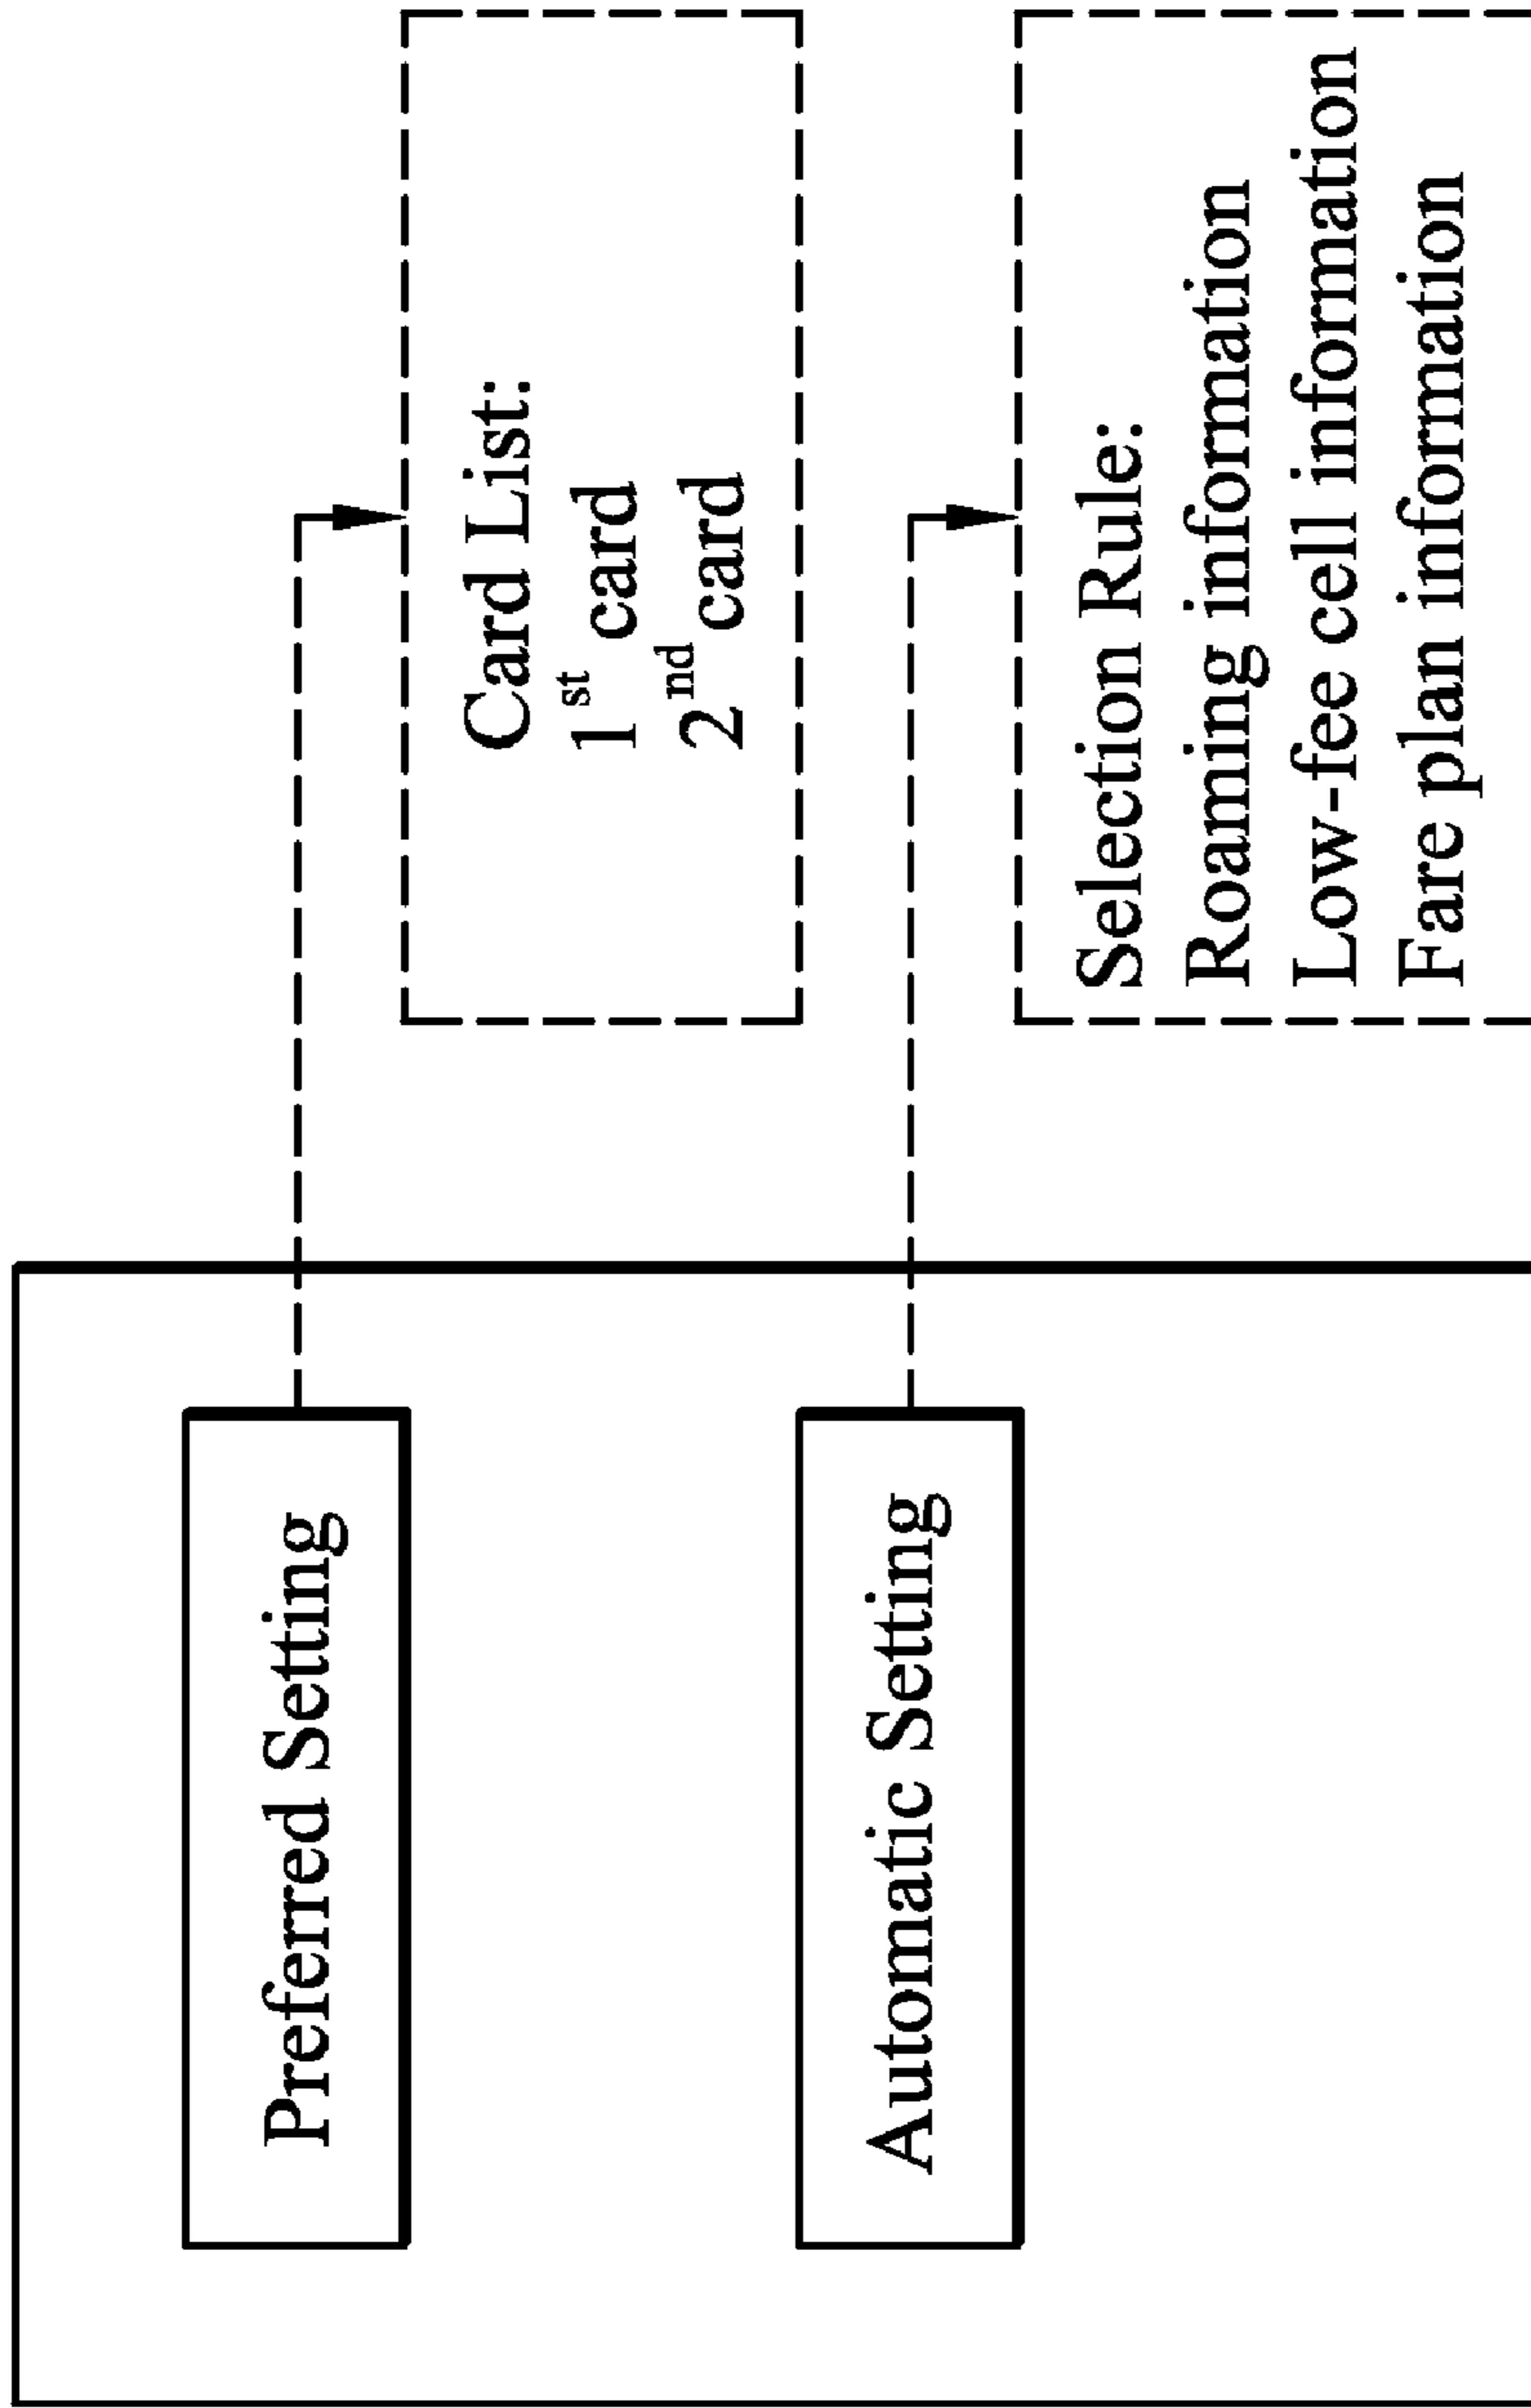 Preferred Setting
Card List:
1st card
2nd card
Automatic Setting
Selection Rule:
Roaming information
Low-fee cell information
Fare plan information